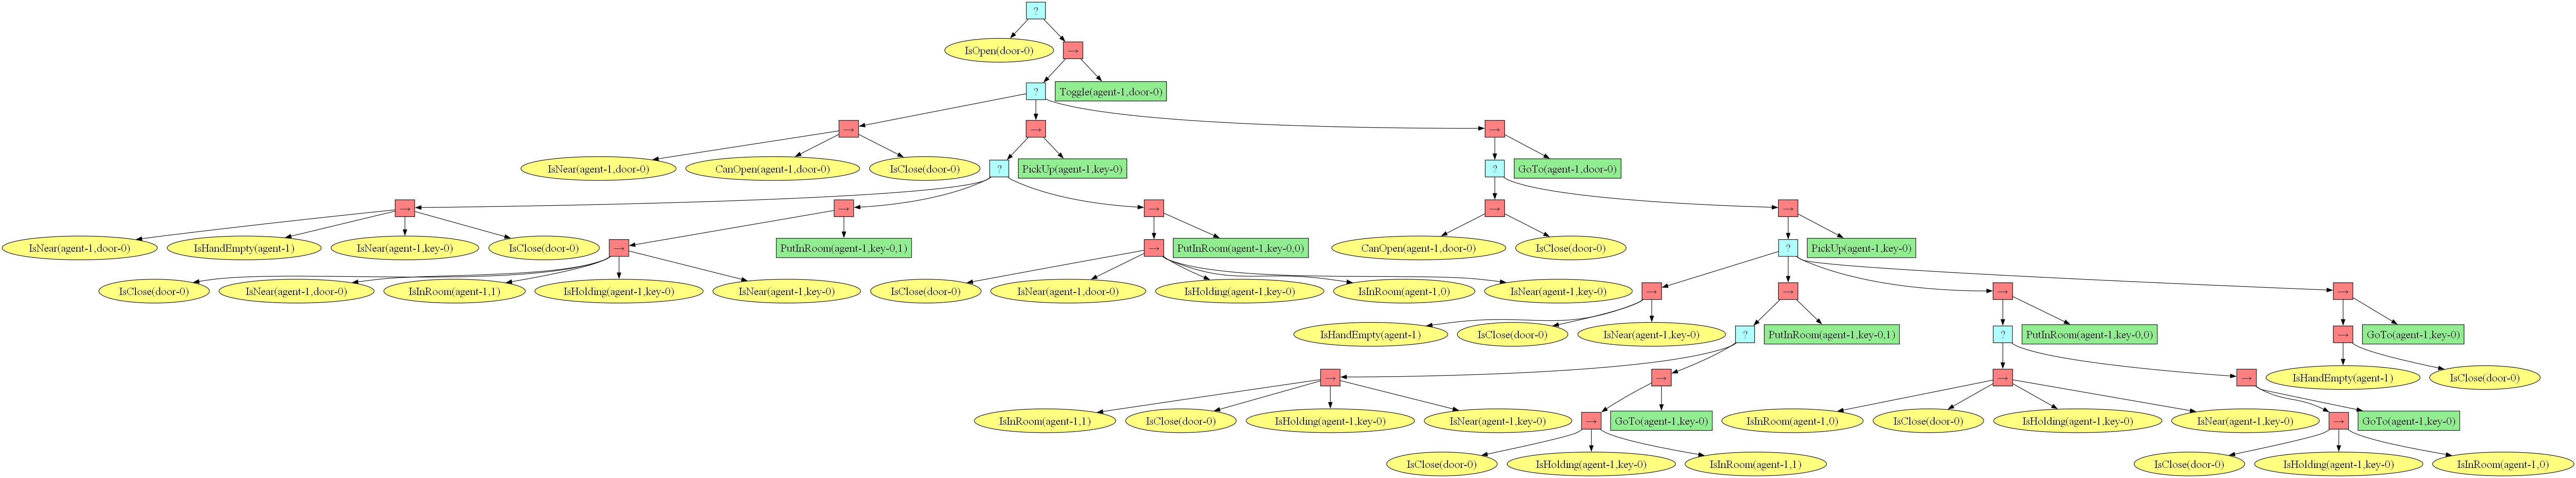 ?
IsOpen(door-0) →
? Toggle(agent-1,door-0)
→ → →
IsNear(agent-1,door-0) CanOpen(agent-1,door-0) IsClose(door-0) ? PickUp(agent-1,key-0) ? GoTo(agent-1,door-0)
→ → → → →
IsNear(agent-1,door-0) IsHandEmpty(agent-1) IsNear(agent-1,key-0) IsClose(door-0) → PutInRoom(agent-1,key-0,1) → PutInRoom(agent-1,key-0,0) CanOpen(agent-1,door-0) IsClose(door-0) ? PickUp(agent-1,key-0)
IsClose(door-0) IsNear(agent-1,door-0) IsInRoom(agent-1,1) IsHolding(agent-1,key-0) IsNear(agent-1,key-0) IsClose(door-0) IsNear(agent-1,door-0) IsHolding(agent-1,key-0) IsInRoom(agent-1,0) IsNear(agent-1,key-0) → → → →
IsHandEmpty(agent-1) IsClose(door-0) IsNear(agent-1,key-0) ? PutInRoom(agent-1,key-0,1) ? PutInRoom(agent-1,key-0,0) → GoTo(agent-1,key-0)
→ → → → IsHandEmpty(agent-1) IsClose(door-0)
IsInRoom(agent-1,1) IsClose(door-0) IsHolding(agent-1,key-0) IsNear(agent-1,key-0) → GoTo(agent-1,key-0) IsInRoom(agent-1,0) IsClose(door-0) IsHolding(agent-1,key-0) IsNear(agent-1,key-0) → GoTo(agent-1,key-0)
IsClose(door-0) IsHolding(agent-1,key-0) IsInRoom(agent-1,1) IsClose(door-0) IsHolding(agent-1,key-0) IsInRoom(agent-1,0)